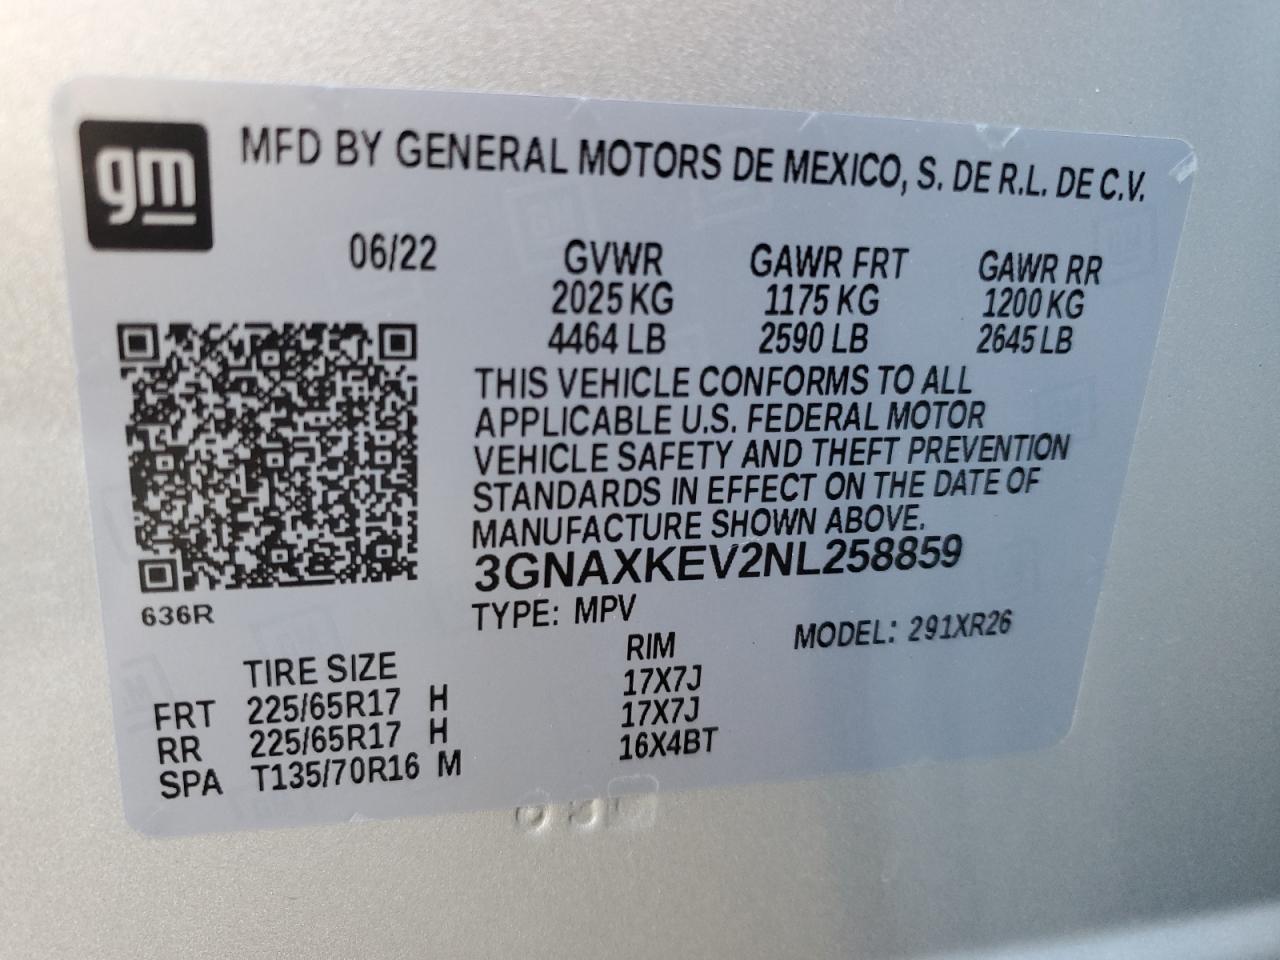 gm
MFD BY GENERAL MOTORS DE MEXICO, S. DE R.L. DE C.V.
06/22 GVWR GAWR FRT GAWR RR
2025 KG 1175 KG 1200 KG
4464 LB 2590 LB 2645 LB
THIS VEHICLE CONFORMS TO ALL
APPLICABLE U.S. FEDERAL MOTOR
VEHICLE SAFETY AND THEFT PREVENTION
STANDARDS IN EFFECT ON THE DATE OF
MANUFACTURE SHOWN ABOVE.
3GNAXKEV2NL258859
636R
TYPE: MPV MODEL: 291XR26
TIRE SIZE RIM
FRT 225/65R17 H 17X7J
RR 225/65R17 H 17X7J
SPA T135/70R16 M 16X4BT